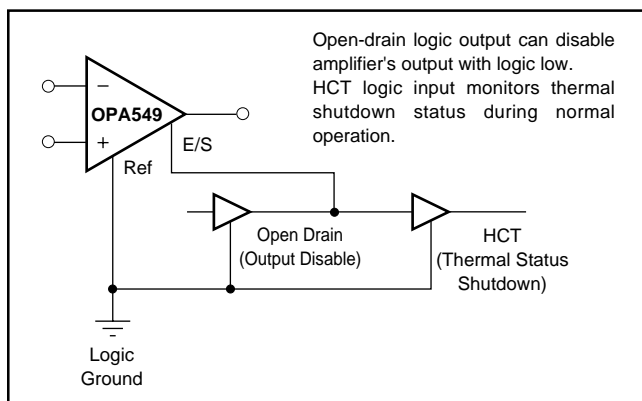 Open-drain logic output can disable
amplifier's output with logic low.
HCT logic input monitors thermal
shutdown status during normal
operation.
–
OPA549
+
E/S
Ref
Open Drain
(Output Disable)
HCT
(Thermal Status
Shutdown)
Logic
Ground